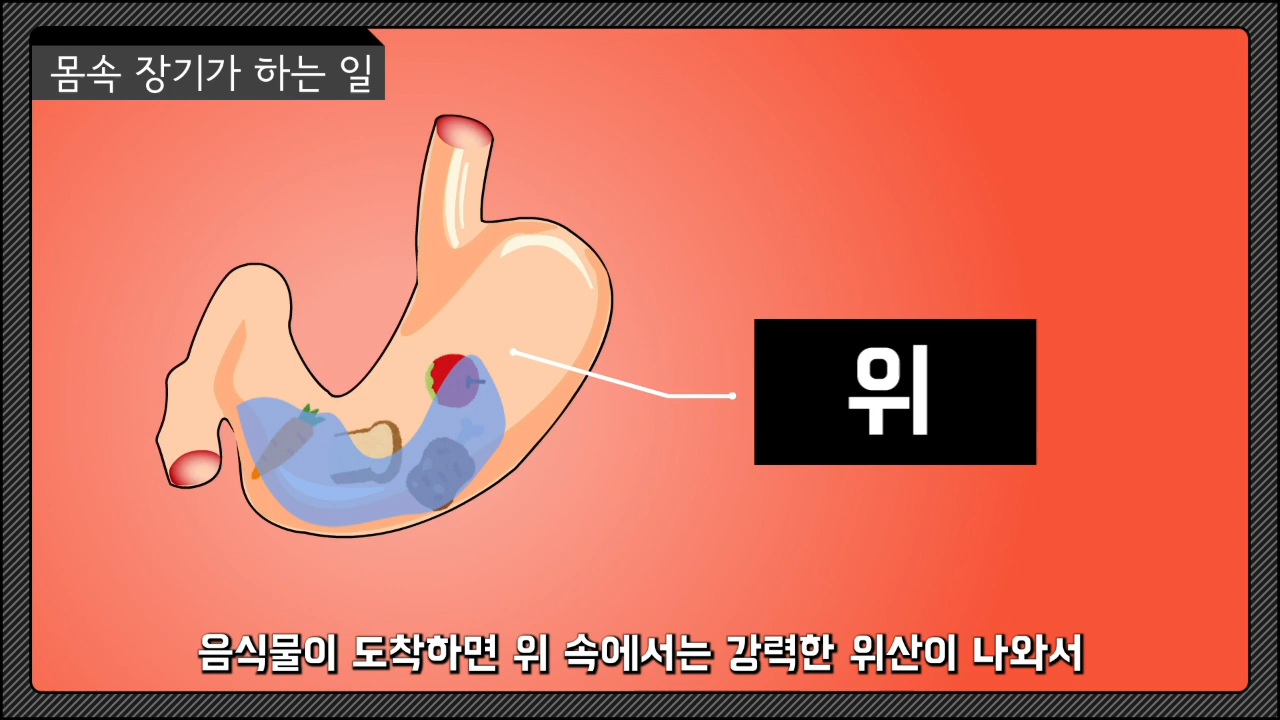 몸속 장기가 하는 일
위
음식물이 도착하면 위 속에서는 강력한 위산이 나와서